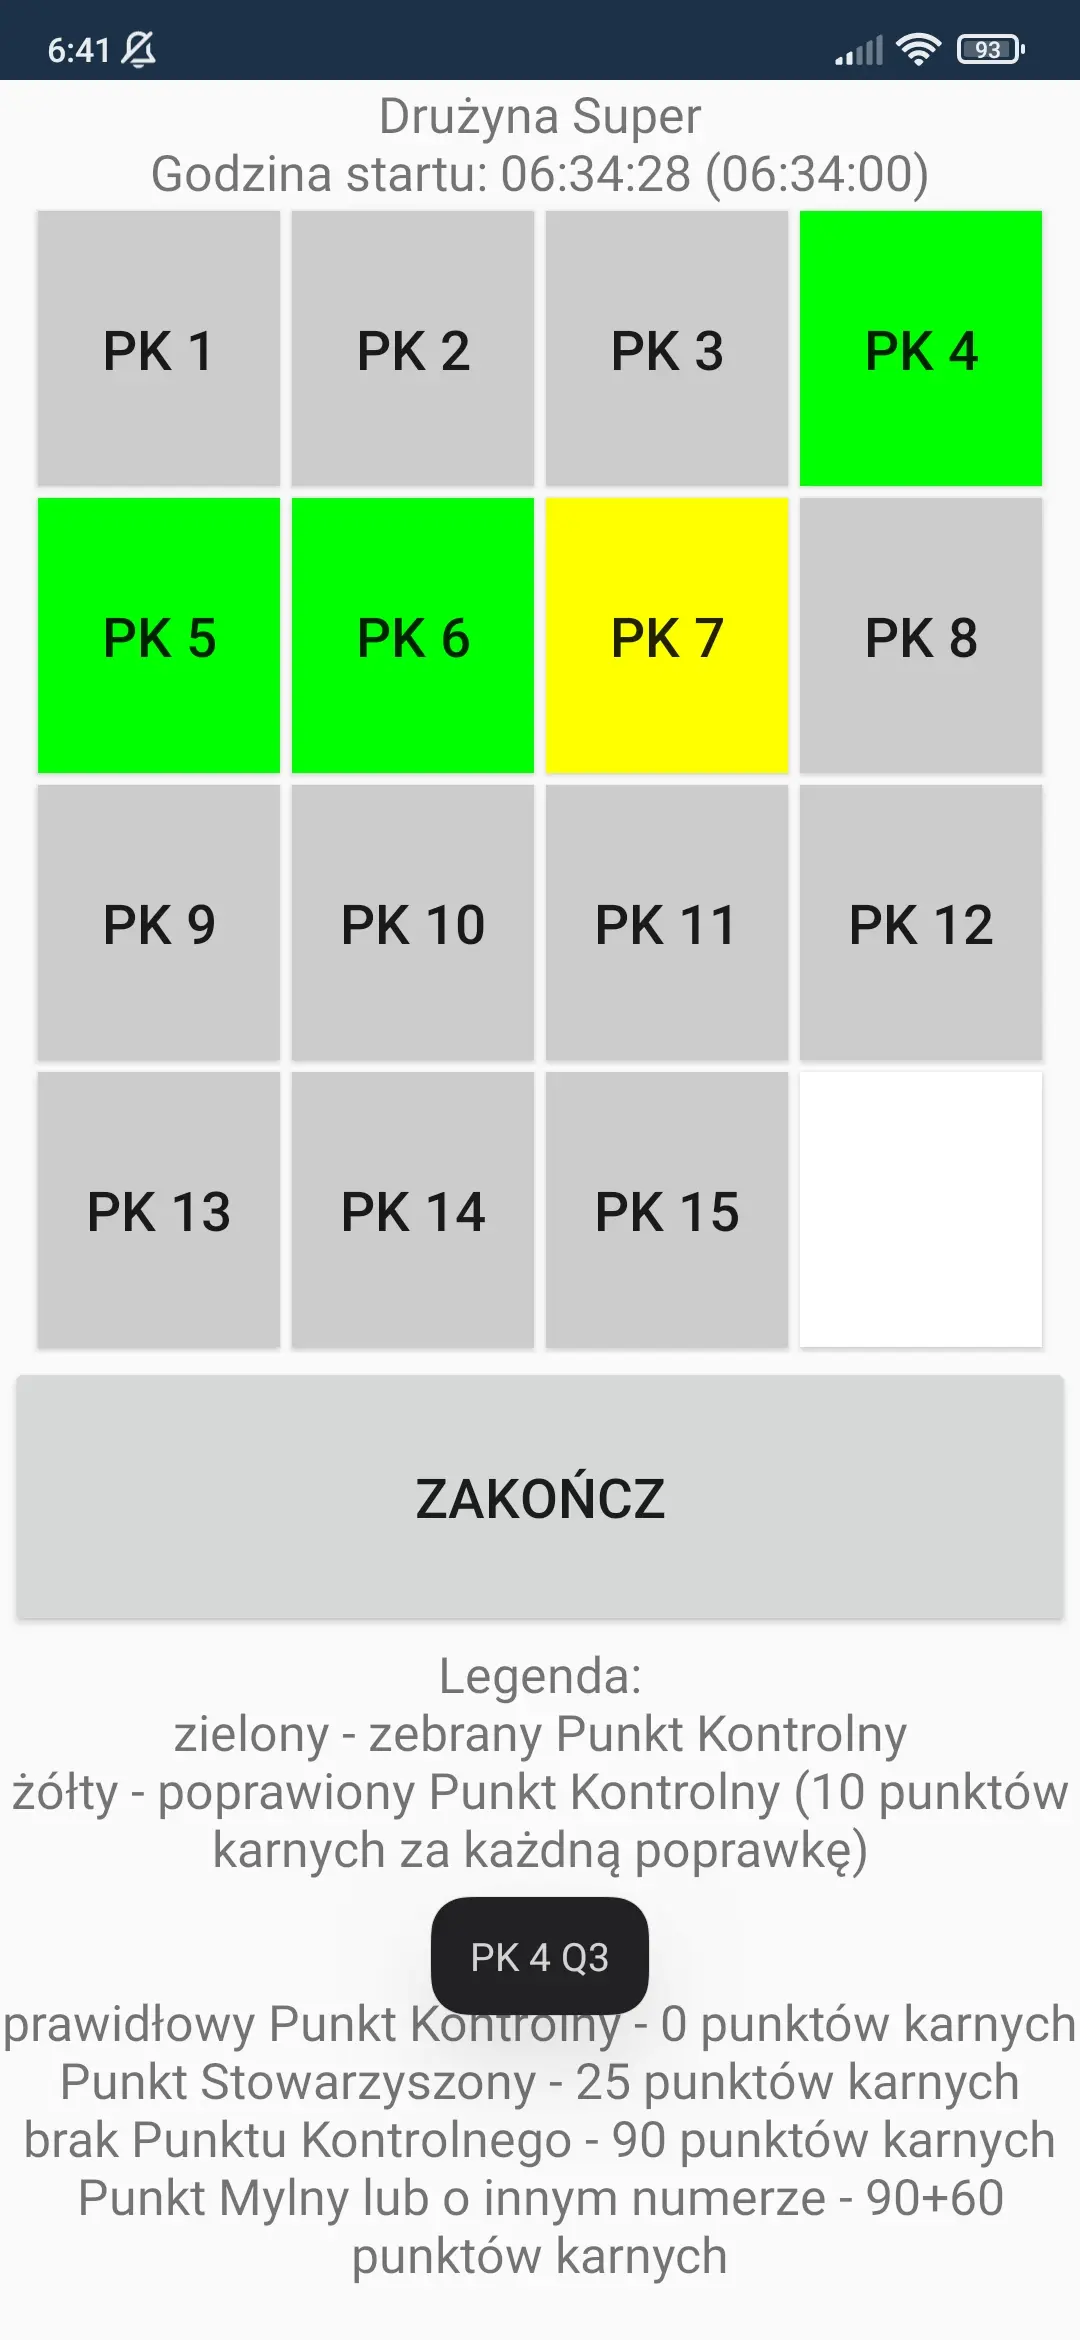 6:41 93
Drużyna Super
Godzina startu: 06:34:28 (06:34:00)
PK 1 PK 2 PK 3 PK 4
PK 5 PK 6 PK 7 PK 8
PK 9 PK 10 PK 11 PK 12
PK 13 PK 14 PK 15
ZAKOŃCZ
Legenda:
zielony - zebrany Punkt Kontrolny
żółty - poprawiony Punkt Kontrolny (10 punktów
karnych za każdną poprawkę)
PK 4 Q3
prawidłowy Punkt Kontrolny - 0 punktów karnych
Punkt Stowarzyszony - 25 punktów karnych
brak Punktu Kontrolnego - 90 punktów karnych
Punkt Mylny lub o innym numerze - 90+60
punktów karnych